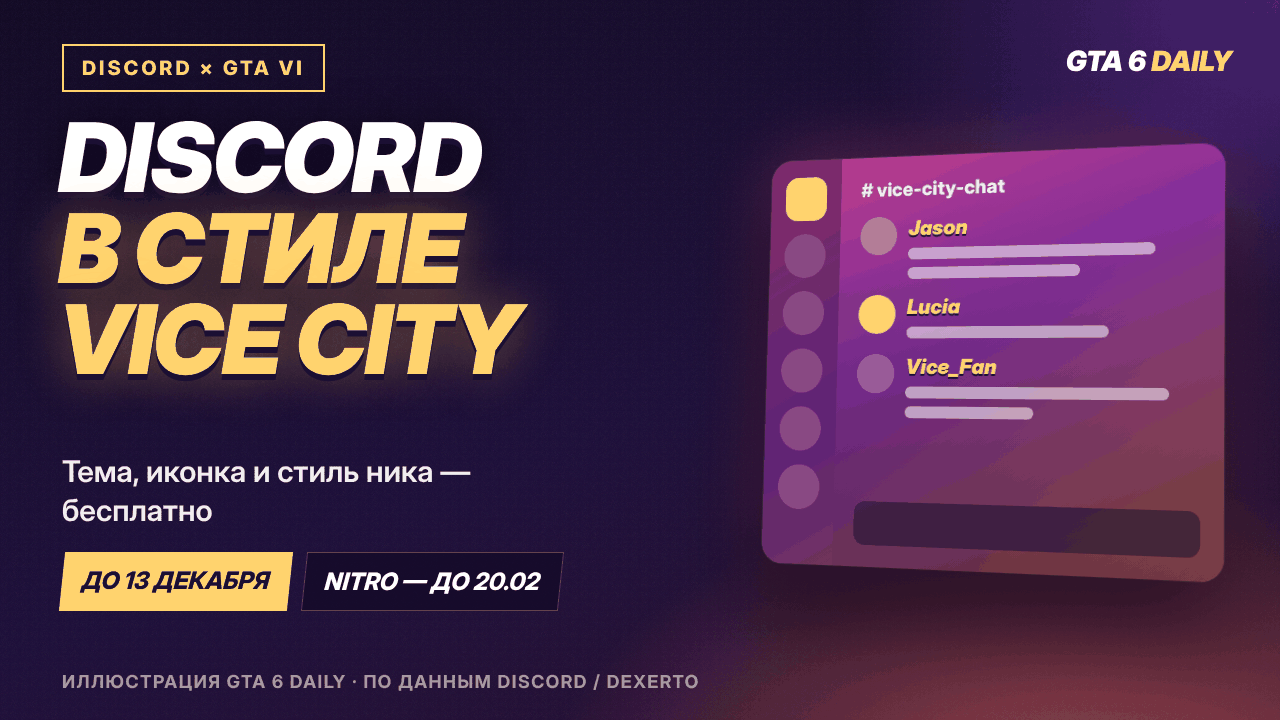 DISCORD × GTA VI
GTA 6 DAILY
DISCORD
В СТИЛЕ
VICE CITY
# vice-city-chat
Jason
Lucia
Vice_Fan
Тема, иконка и стиль ника —
бесплатно
ДО 13 ДЕКАБРЯ
NITRO — ДО 20.02
ИЛЛЮСТРАЦИЯ GTA 6 DAILY · ПО ДАННЫМ DISCORD / DEXERTO